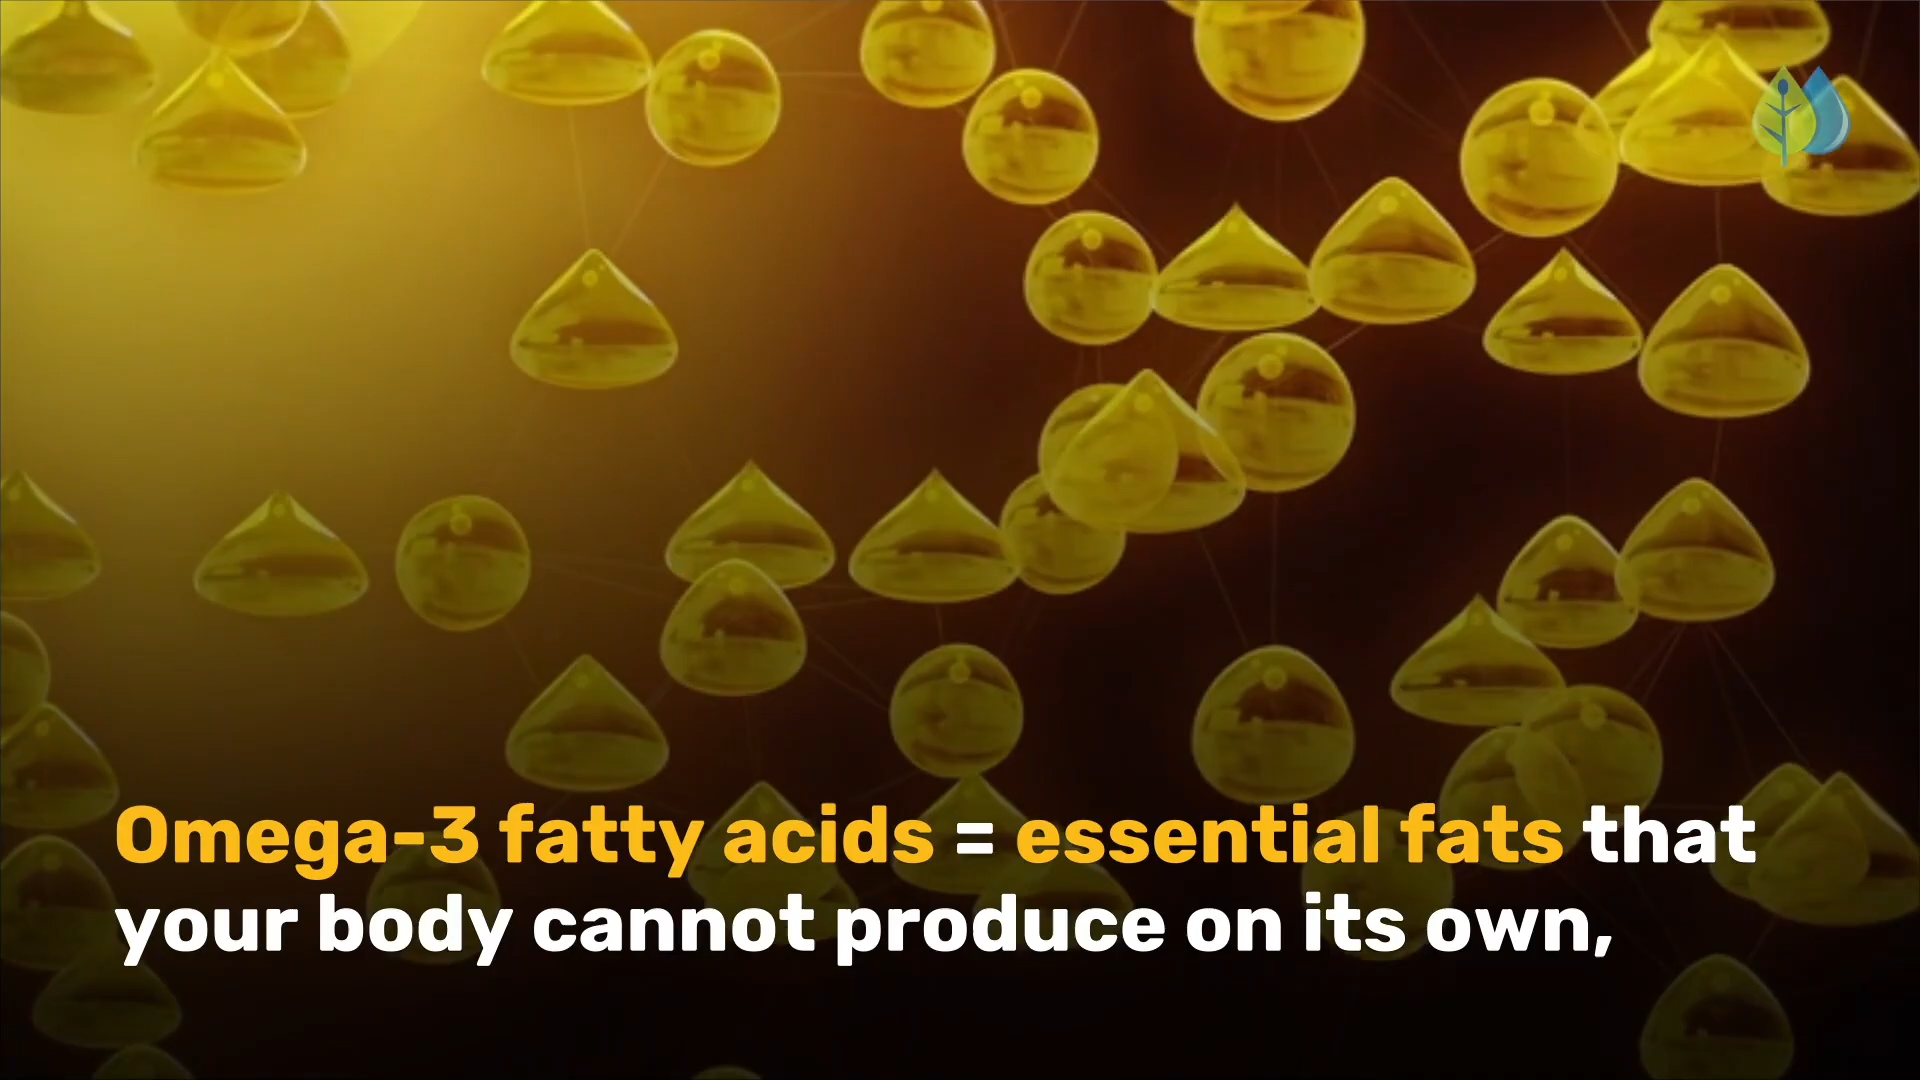 Omega-3 fatty acids = essential fats that
your body cannot produce on its own,